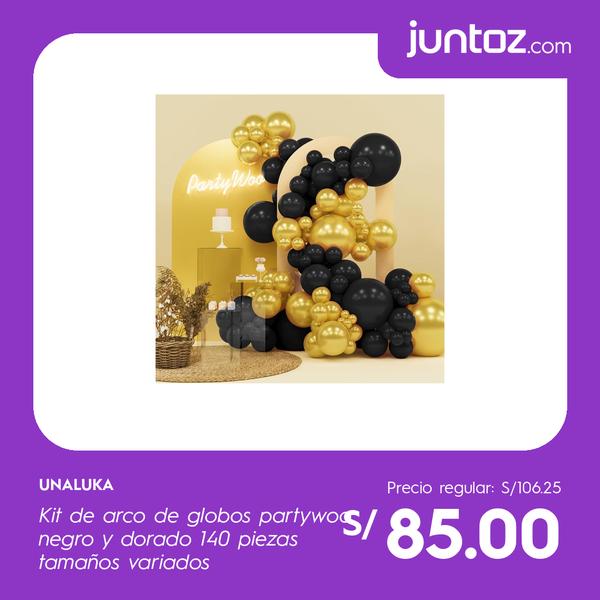 juntoz.com
PartyWoo
UNALUKA
Precio regular: S/106.25
Kit de arco de globos partywoo
negro y dorado 140 piezas
tamaños variados
S/ 85.00